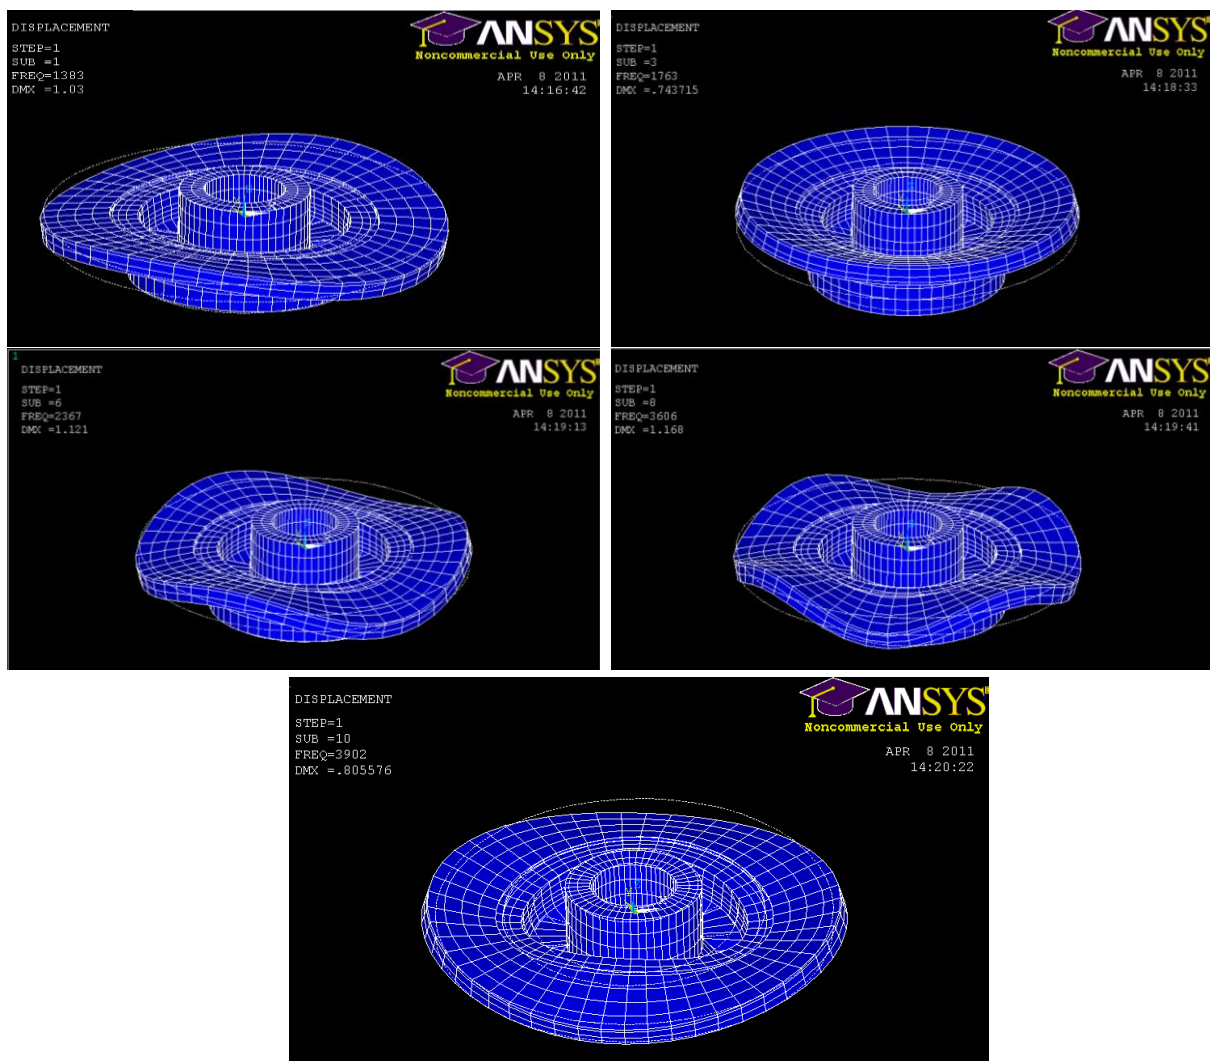 DISPLACEMENT
STEP=1
SUB =1
FREQ=1383
DMX =1.03
ANSYS
Noncommercial Use Only
APR 8 2011
14:16:42
DISPLACEMENT
STEP=1
SUB =3
FREQ=1763
DMX =.743715
ANSYS
Noncommercial Use Only
APR 8 2011
14:18:33
1
DISPLACEMENT
STEP=1
SUB =6
FREQ=2367
DMX =1.121
ANSYS
Noncommercial Use Only
APR 8 2011
14:19:13
DISPLACEMENT
STEP=1
SUB =8
FREQ=3606
DMX =1.168
ANSYS
Noncommercial Use Only
APR 8 2011
14:19:41
DISPLACEMENT
STEP=1
SUB =10
FREQ=3902
DMX =.805576
ANSYS
Noncommercial Use Only
APR 8 2011
14:20:22